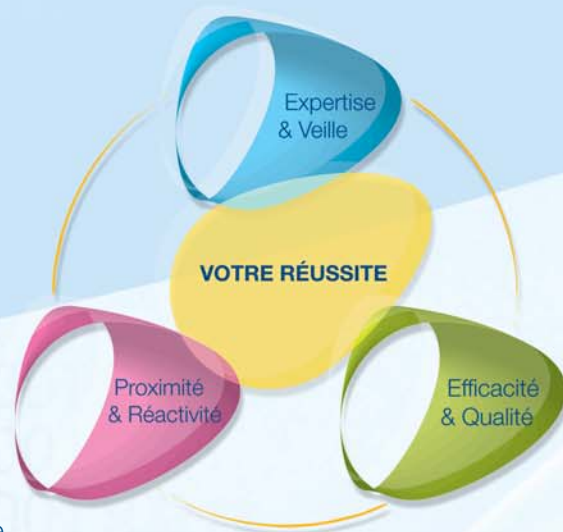 Expertise
& Veille
VOTRE RÉUSSITE
Proximité
& Réactivité
Efficacité
& Qualité